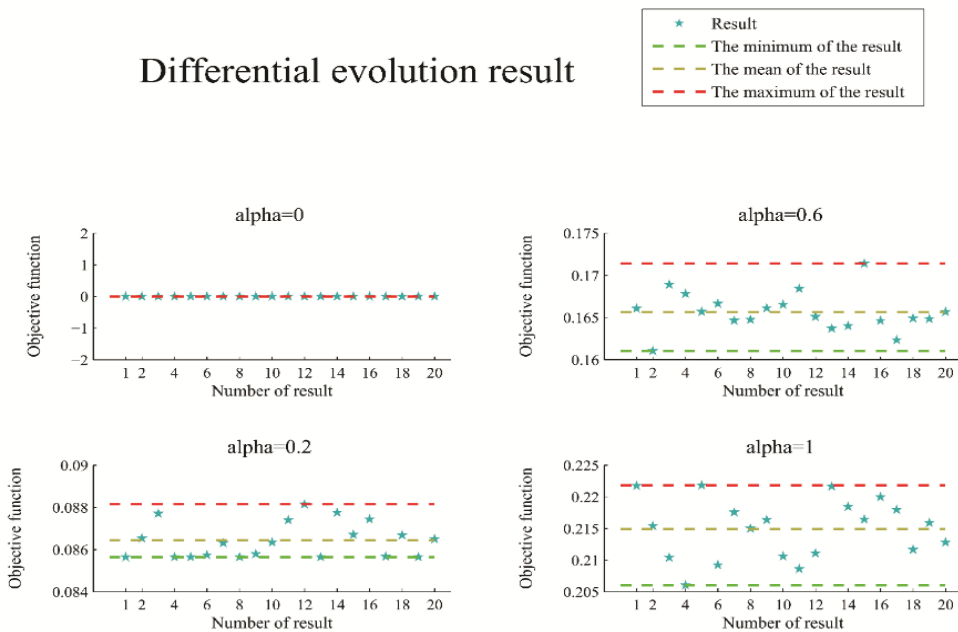 Differential evolution result
Result
The minimum of the result
The mean of the result
The maximum of the result
alpha=0
Objective function
2
1
0
−1
−2
1 2 4 6 8 10 12 14 16 18 20
Number of result
alpha=0.6
Objective function
0.175
0.17
0.165
0.16
1 2 4 6 8 10 12 14 16 18 20
Number of result
alpha=0.2
Objective function
0.09
0.088
0.086
0.084
1 2 4 6 8 10 12 14 16 18 20
Number of result
alpha=1
Objective function
0.225
0.22
0.215
0.21
0.205
1 2 4 6 8 10 12 14 16 18 20
Number of result